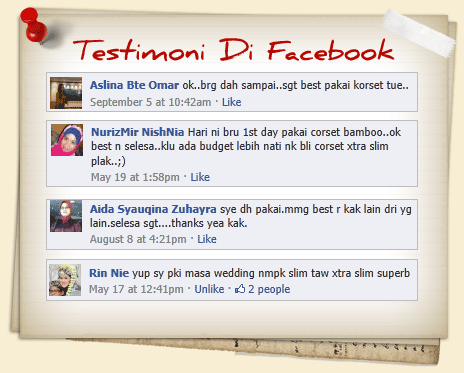 Testimoni Di Facebook
Aslina Bte Omar ok..brg dah sampai..sgt best pakai korset tue..
September 5 at 10:42am · Like
NurizMir NishNia Hari ni bru 1st day pakai corset bamboo..ok
best n selesa..klu ada budget lebih nati nk bli corset xtra slim
plak..;)
May 19 at 1:58pm · Like
Aida Syauqina Zuhayra sye dh pakai.mmg best r kak lain dri yg
lain.selesa sgt....thanks yea kak.
August 8 at 4:21pm · Like
Rin Nie yup sy pki masa wedding nmpk slim taw xtra slim superb
May 17 at 12:41pm · Unlike · 2 people